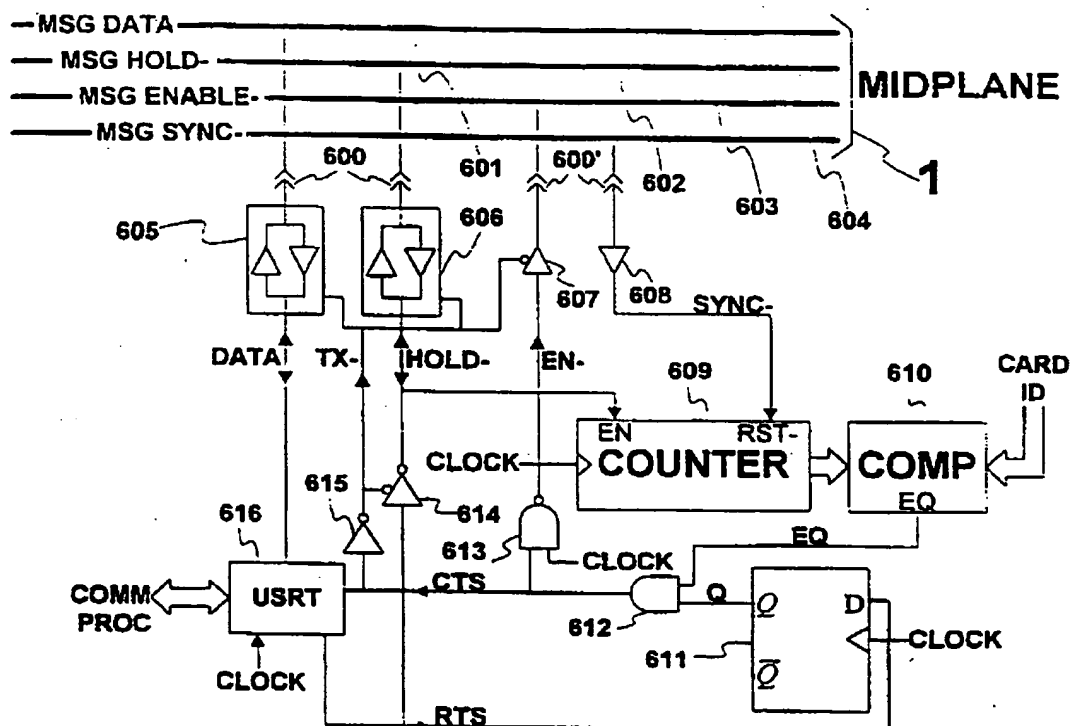 MSG DATA
MSG HOLD-
MSG ENABLE-
MSG SYNC-
MIDPLANE
600
601
600'
602
603
604
1
605
606
607
608
SYNC-
DATA
TX-
HOLD-
EN-
609
610
CARD
ID
EN
RST-
CLOCK
COUNTER
COMP
EQ
615
614
616
613
CLOCK
EQ
COMM
PROC
USRT
CTS
612
Q
Q
D
611
CLOCK
Q
CLOCK
RTS